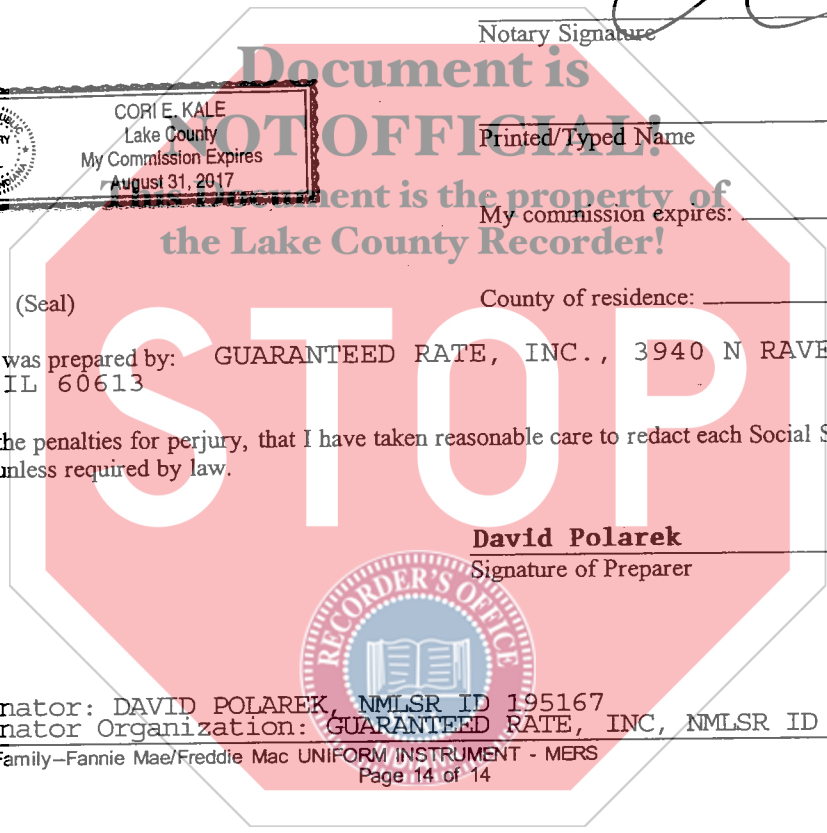 Notary Signature
Document is
NOT OFFICIAL!
This Document is the property of
the Lake County Recorder!
CORI E. KALE
Lake County
My Commission Expires
August 31, 2017
Printed/Typed Name
My commission expires:
(Seal)
County of residence:
STOP
was prepared by: GUARANTEED RATE, INC., 3940 N RAVE
IL 60613
he penalties for perjury, that I have taken reasonable care to redact each Social S
unless required by law.
David Polarek
Signature of Preparer
RECORDER'S OFFICE
nator: DAVID POLAREK, NMLSR ID 195167
nator Organization: GUARANTEED RATE, INC, NMLSR ID
Family-Fannie Mae/Freddie Mac UNIFORM INSTRUMENT - MERS
Page 14 of 14